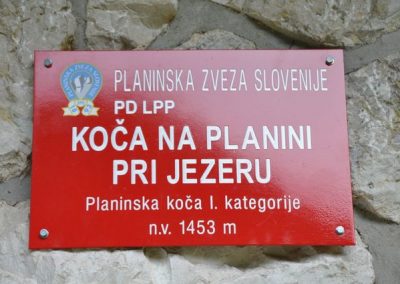 PLANINSKA ZVEZA SLOVENIJE
PD LPP
KOČA NA PLANINI
PRI JEZERU
Planinska koča I. kategorije
n.v. 1453 m